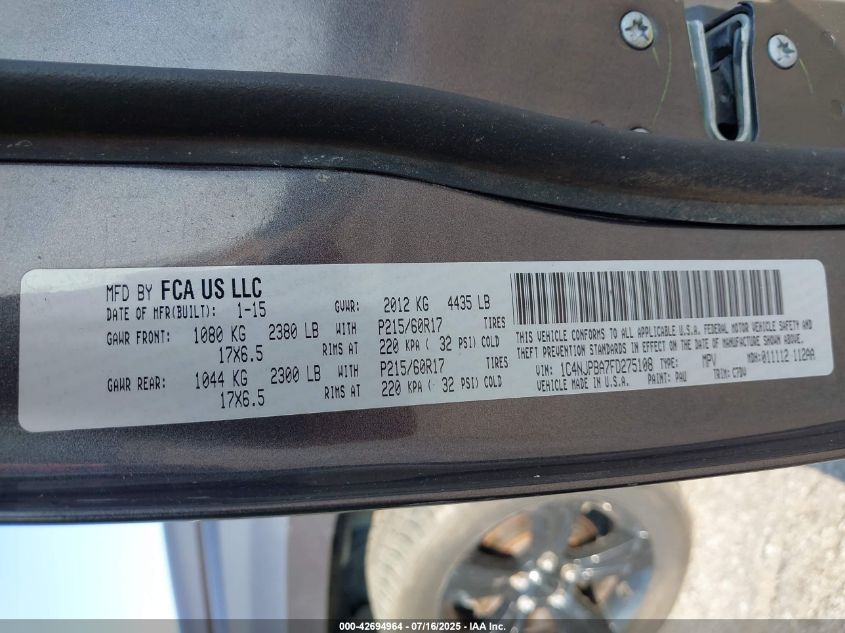 MFD BY FCA US LLC
DATE OF MFR(BUILT): 1-15 GVWR: 2012 KG 4435 LB
GAWR FRONT: 1080 KG 2380 LB WITH P215/60R17 TIRES
17X6.5 RIMS AT 220 KPA ( 32 PSI) COLD
GAWR REAR: 1044 KG 2300 LB WITH P215/60R17 TIRES
17X6.5 RIMS AT 220 KPA ( 32 PSI) COLD
THIS VEHICLE CONFORMS TO ALL APPLICABLE U.S.A. FEDERAL MOTOR VEHICLE SAFETY AND
THEFT PREVENTION STANDARDS IN EFFECT ON THE DATE OF MANUFACTURE SHOWN ABOVE.
VIN: 1C4NJPBA7FD275108 TYPE: MPV MDH: 011112 112AA
VEHICLE MADE IN U.S.A. PAINT: PAU TRIM: C7DV
000-42694964 - 07/16/2025 - IAA Inc.